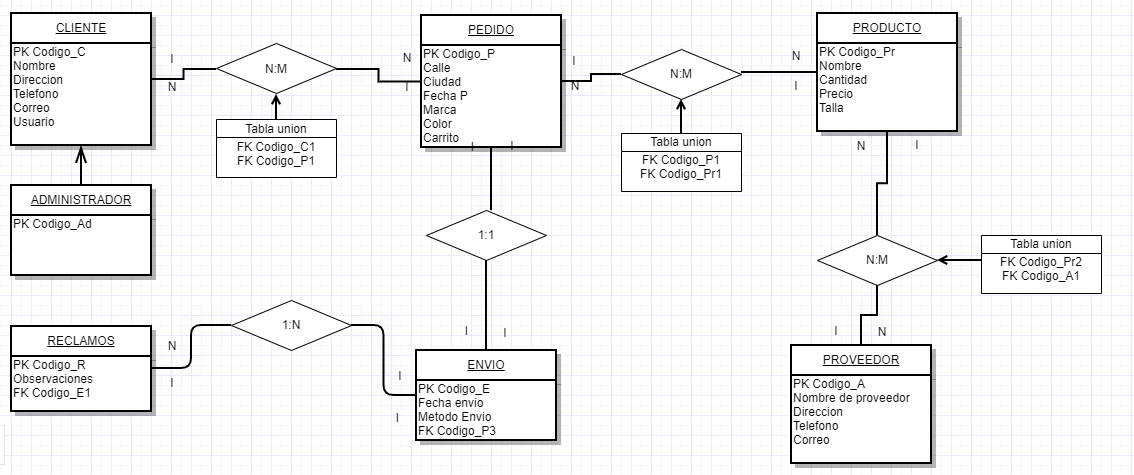 CLIENTE
PK Codigo_C
Nombre
Direccion
Telefono
Correo
Usuario
I
N
N:M
N
I
Tabla union
FK Codigo_C1
FK Codigo_P1
PEDIDO
PK Codigo_P
Calle
Ciudad
Fecha P
Marca
Color
Carrito
I
I
I
N
N:M
N
I
Tabla union
FK Codigo_P1
FK Codigo_Pr1
PRODUCTO
PK Codigo_Pr
Nombre
Cantidad
Precio
Talla
N
I
ADMINISTRADOR
PK Codigo_Ad
1:1
N:M
Tabla union
FK Codigo_Pr2
FK Codigo_A1
RECLAMOS
PK Codigo_R
Observaciones
FK Codigo_E1
N
I
1:N
I
I
I
I
ENVIO
PK Codigo_E
Fecha envio
Metodo Envio
FK Codigo_P3
I
N
PROVEEDOR
PK Codigo_A
Nombre de proveedor
Direccion
Telefono
Correo